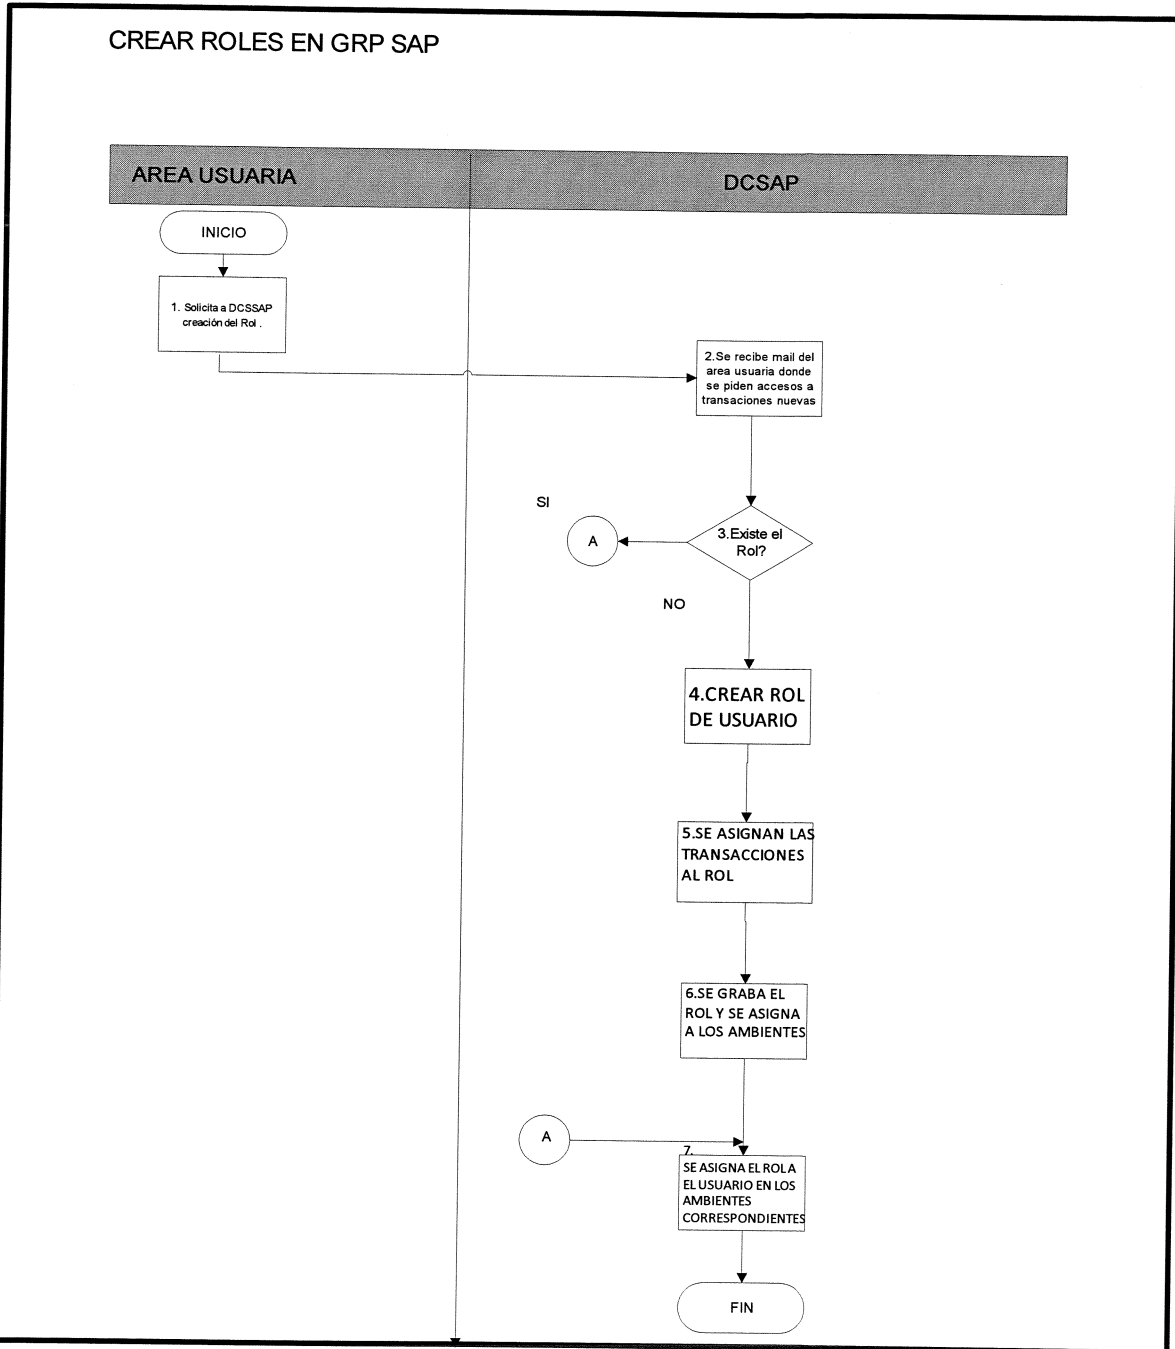 CREAR ROLES EN GRP SAP
AREA USUARIA
DCSAP
INICIO
1. Solicita a DCSSAP
creación del Rol .
2.Se recibe mail del
area usuaria donde
se piden accesos a
transaciones nuevas
SI
A
3.Existe el
Rol?
NO
4.CREAR ROL
DE USUARIO
5.SE ASIGNAN LAS
TRANSACCIONES
AL ROL
6.SE GRABA EL
ROL Y SE ASIGNA
A LOS AMBIENTES
A
7.
SE ASIGNA EL ROL A
EL USUARIO EN LOS
AMBIENTES
CORRESPONDIENTES
FIN